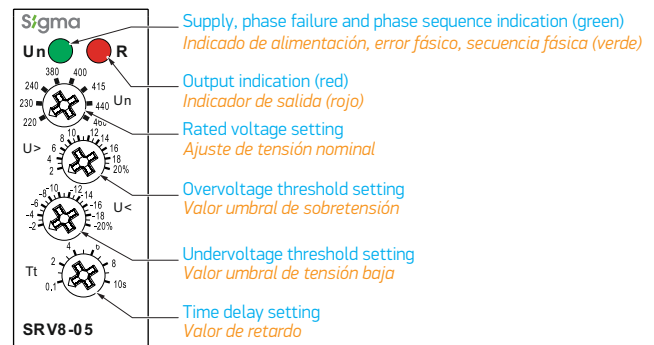 Sigma
Un R
Supply, phase failure and phase sequence indication (green)
Indicado de alimentación, error fásico, secuencia fásica (verde)
Output indication (red)
Indicador de salida (rojo)
220 230 240 380 400 415 440 460
Un
Rated voltage setting
Ajuste de tensión nominal
U>
2 4 6 8 10 12 14 16 18 20%
Overvoltage threshold setting
Valor umbral de sobretensión
U<
-2 -4 -6 -8 -10 -12 -14 -16 -18 -20%
Undervoltage threshold setting
Valor umbral de tensión baja
Tt
0.1 2 4 6 8 10s
Time delay setting
Valor de retardo
SRV8-05